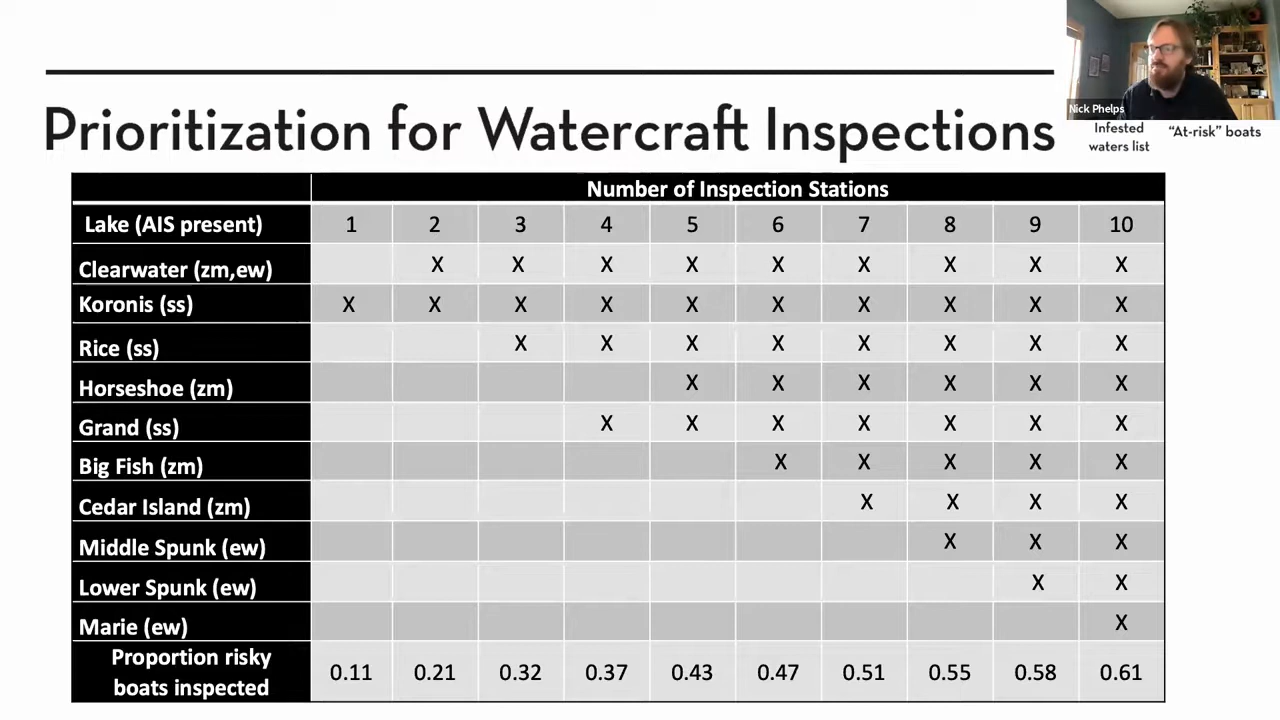 Nick Phelps
Prioritization for Watercraft Inspections
Infested
waters list
“At-risk” boats
Number of Inspection Stations
Lake (AIS present) 1 2 3 4 5 6 7 8 9 10
Clearwater (zm,ew) X X X X X X X X X
Koronis (ss) X X X X X X X X X X
Rice (ss) X X X X X X X X
Horseshoe (zm) X X X X X X
Grand (ss) X X X X X X X
Big Fish (zm) X X X X X
Cedar Island (zm) X X X X
Middle Spunk (ew) X X X
Lower Spunk (ew) X X
Marie (ew) X
Proportion risky
boats inspected 0.11 0.21 0.32 0.37 0.43 0.47 0.51 0.55 0.58 0.61